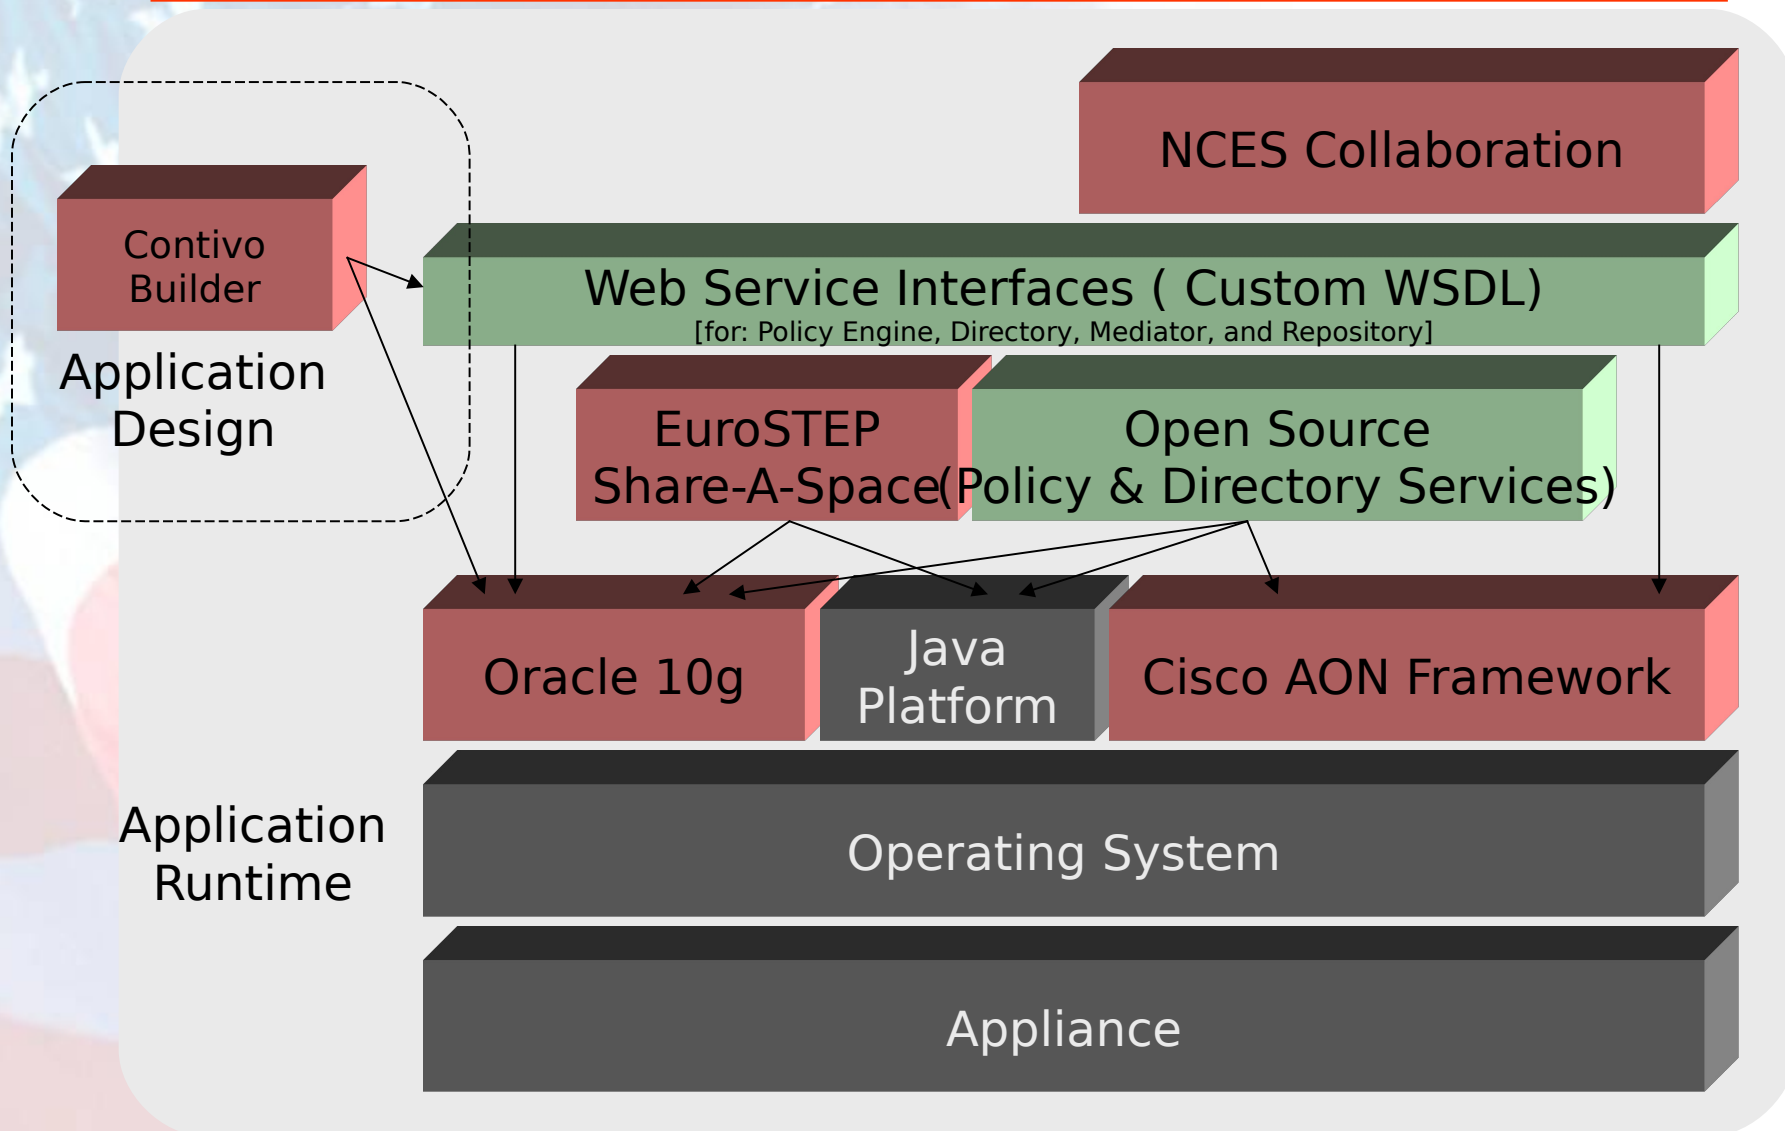 NCES Collaboration
Contivo
Builder
Web Service Interfaces ( Custom WSDL)
[for: Policy Engine, Directory, Mediator, and Repository]
Application
Design
EuroSTEP
Share-A-Space
Open Source
(Policy & Directory Services)
Oracle 10g
Java
Platform
Cisco AON Framework
Application
Runtime
Operating System
Appliance